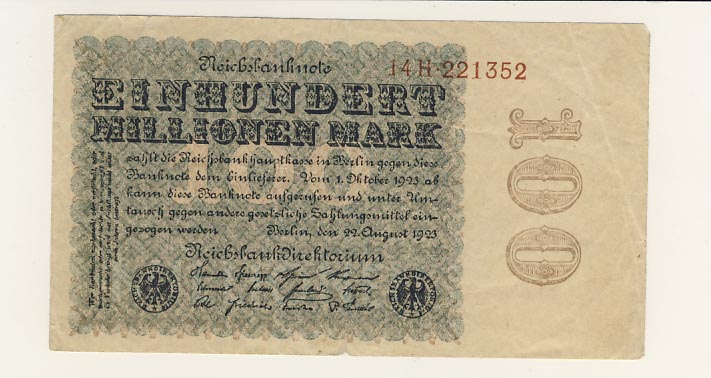 Reichsbanknote
14H·221352
EINHUNDERT
MILLIONEN MARK
zahlt die Reichsbankhauptkasse in Berlin gegen diese
Banknote dem Einlieferer. Vom 1. Oktober 1923 ab
kann diese Banknote aufgerufen und unter Um-
tausch gegen andere gesetzliche Zahlungsmittel ein-
gezogen werden
Berlin, den 22. August 1923
Reichsbankdirektorium
100